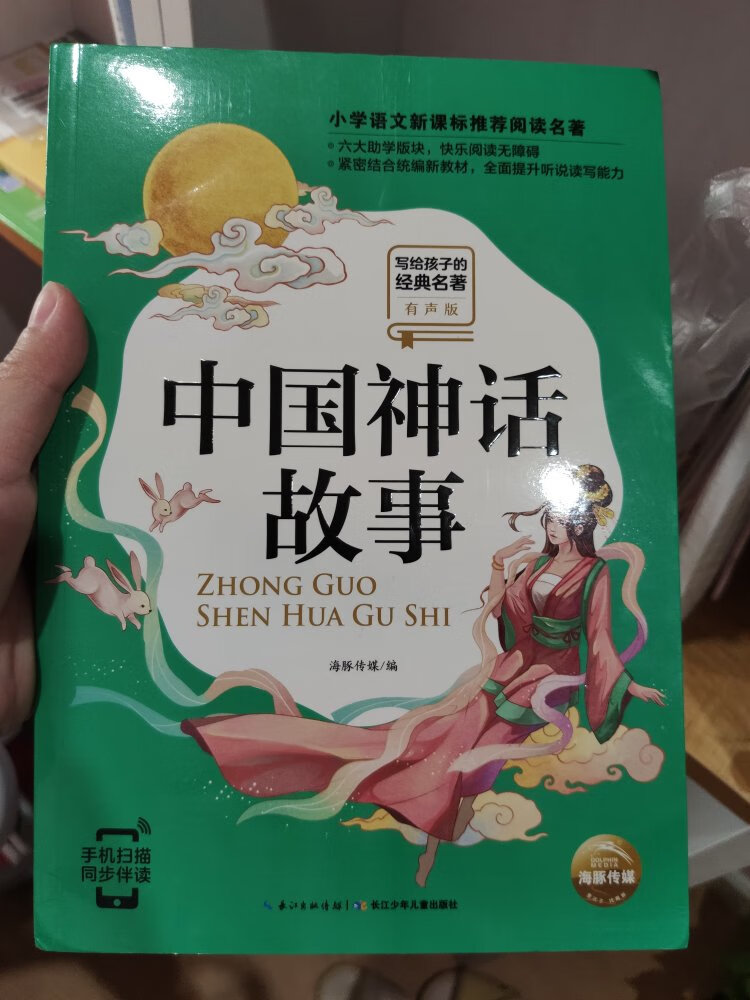 小学语文新课标推荐阅读名著
六大助学版块，快乐阅读无障碍
紧密结合统编新教材，全面提升听说读写能力
写给孩子的
经典名著
有声版
中国神话
故事
ZHONG GUO
SHEN HUA GU SHI
海豚传媒/编
手机扫描
同步伴读
DOLPHIN
MEDIA
海豚传媒
长江出版传媒 长江少年儿童出版社